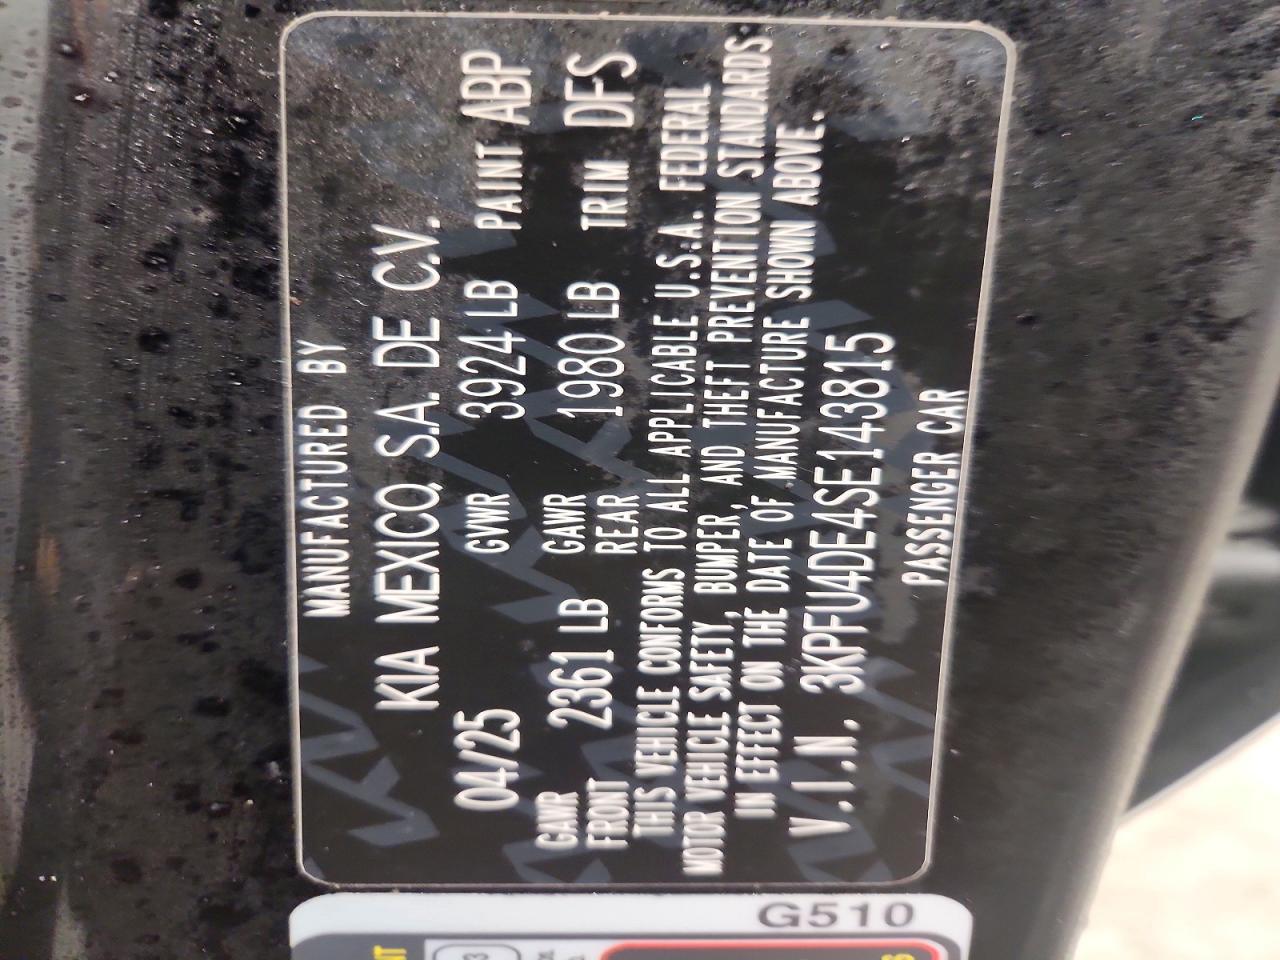 MANUFACTURED BY
KIA MEXICO, S.A. DE C.V.
04/25 GVWR 3924 LB PAINT ABP
GAWR FRONT 2361 LB GAWR REAR 1980 LB TRIM DFS
THIS VEHICLE CONFORMS TO ALL APPLICABLE U.S.A. FEDERAL
MOTOR VEHICLE SAFETY, BUMPER, AND THEFT PREVENTION STANDARDS
IN EFFECT ON THE DATE OF MANUFACTURE SHOWN ABOVE.
V.I.N. 3KPFU4DE4SE143815
PASSENGER CAR
G510